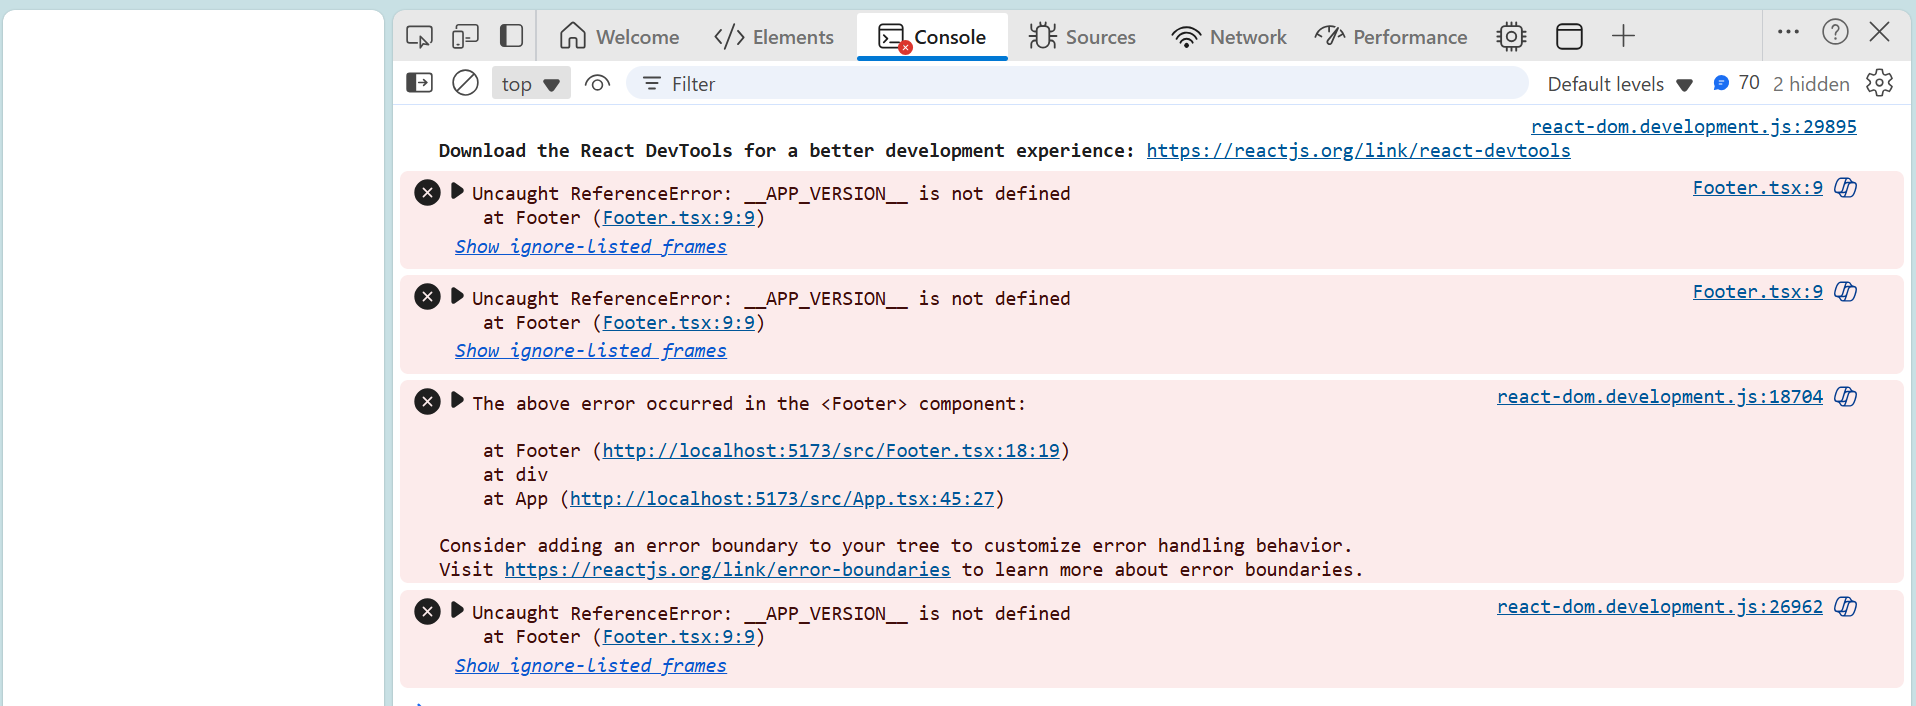 Welcome Elements Console Sources Network Performance
top Filter Default levels 70 2 hidden
react-dom.development.js:29895
Download the React DevTools for a better development experience: https://reactjs.org/link/react-devtools
Uncaught ReferenceError: __APP_VERSION__ is not defined Footer.tsx:9
at Footer (Footer.tsx:9:9)
Show ignore-listed frames
Uncaught ReferenceError: __APP_VERSION__ is not defined Footer.tsx:9
at Footer (Footer.tsx:9:9)
Show ignore-listed frames
The above error occurred in the <Footer> component: react-dom.development.js:18704
at Footer (http://localhost:5173/src/Footer.tsx:18:19)
at div
at App (http://localhost:5173/src/App.tsx:45:27)
Consider adding an error boundary to your tree to customize error handling behavior.
Visit https://reactjs.org/link/error-boundaries to learn more about error boundaries.
Uncaught ReferenceError: __APP_VERSION__ is not defined react-dom.development.js:26962
at Footer (Footer.tsx:9:9)
Show ignore-listed frames